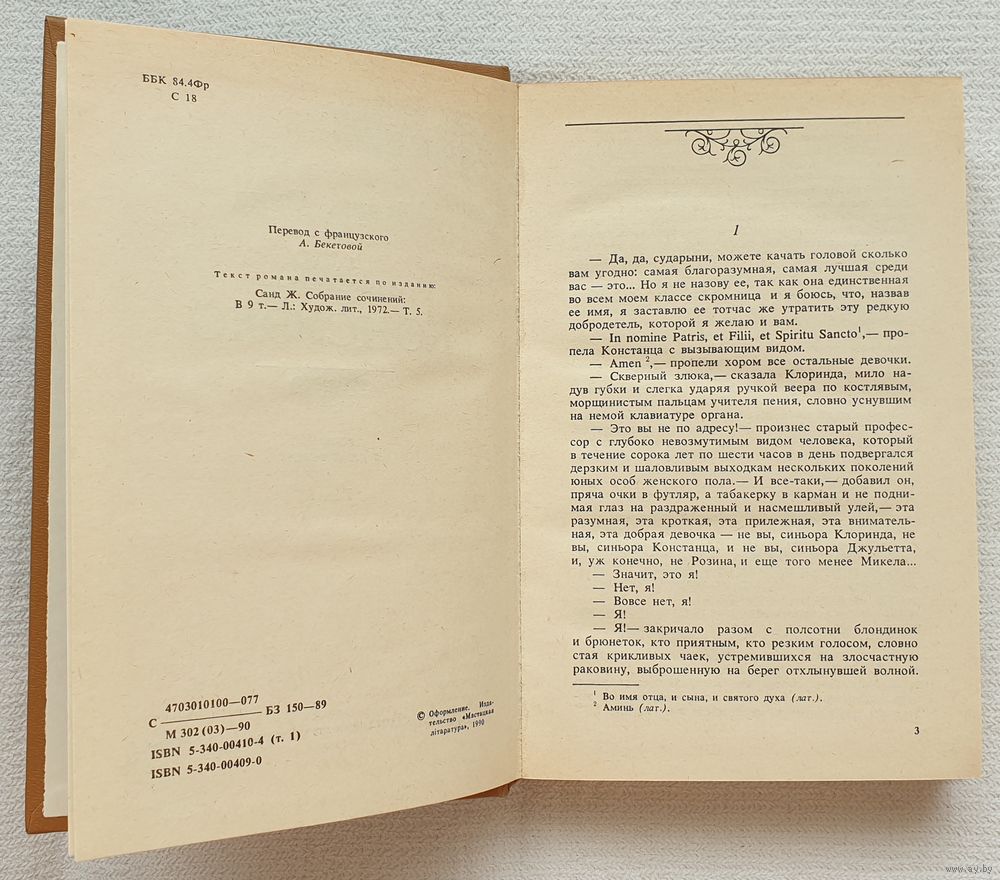 ББК 84.4Фр
С 18
Перевод с французского
А. Бекетовой
Текст романа печатается по изданию:
Санд Ж. Собрание сочинений:
В 9 т.— Л.: Худож. лит., 1972.— Т. 5.
4703010100—077
С ———— БЗ 150—89
М 302 (03)—90
ISBN 5-340-00410-4 (т. 1)
ISBN 5-340-00409-0
© Оформление. Изда-
тельство «Мастацкая
літаратура», 1990
I
— Да, да, сударыни, можете качать головой сколько
вам угодно: самая благоразумная, самая лучшая среди
вас — это... Но я не назову ее, так как она единственная
во всем моем классе скромница и я боюсь, что, назвав
ее имя, я заставлю ее тотчас же утратить эту редкую
добродетель, которой я желаю и вам.
— In nomine Patris, et Filii, et Spiritu Sancto¹,— про-
пела Констанца с вызывающим видом.
— Amen ²,— пропели хором все остальные девочки.
— Скверный злюка,— сказала Клоринда, мило на-
дув губки и слегка ударяя ручкой веера по костлявым,
морщинистым пальцам учителя пения, словно уснувшим
на немой клавиатуре органа.
— Это вы не по адресу!— произнес старый профес-
сор с глубоко невозмутимым видом человека, который
в течение сорока лет по шести часов в день подвергался
дерзким и шаловливым выходкам нескольких поколений
юных особ женского пола.— И все-таки,— добавил он,
пряча очки в футляр, а табакерку в карман и не подни-
мая глаз на раздраженный и насмешливый улей,— эта
разумная, эта кроткая, эта прилежная, эта вниматель-
ная, эта добрая девочка — не вы, синьора Клоринда, не
вы, синьора Констанца, и не вы, синьора Джульетта,
и, уж конечно, не Розина, и еще того менее Микела...
— Значит, это я!
— Нет, я!
— Вовсе нет, я!
— Я!
— Я!— закричало разом с полсотни блондинок
и брюнеток, кто приятным, кто резким голосом, словно
стая крикливых чаек, устремившихся на злосчастную
раковину, выброшенную на берег отхлынувшей волной.
¹ Во имя отца, и сына, и святого духа (лат.).
² Аминь (лат.).
3
www.ay.by